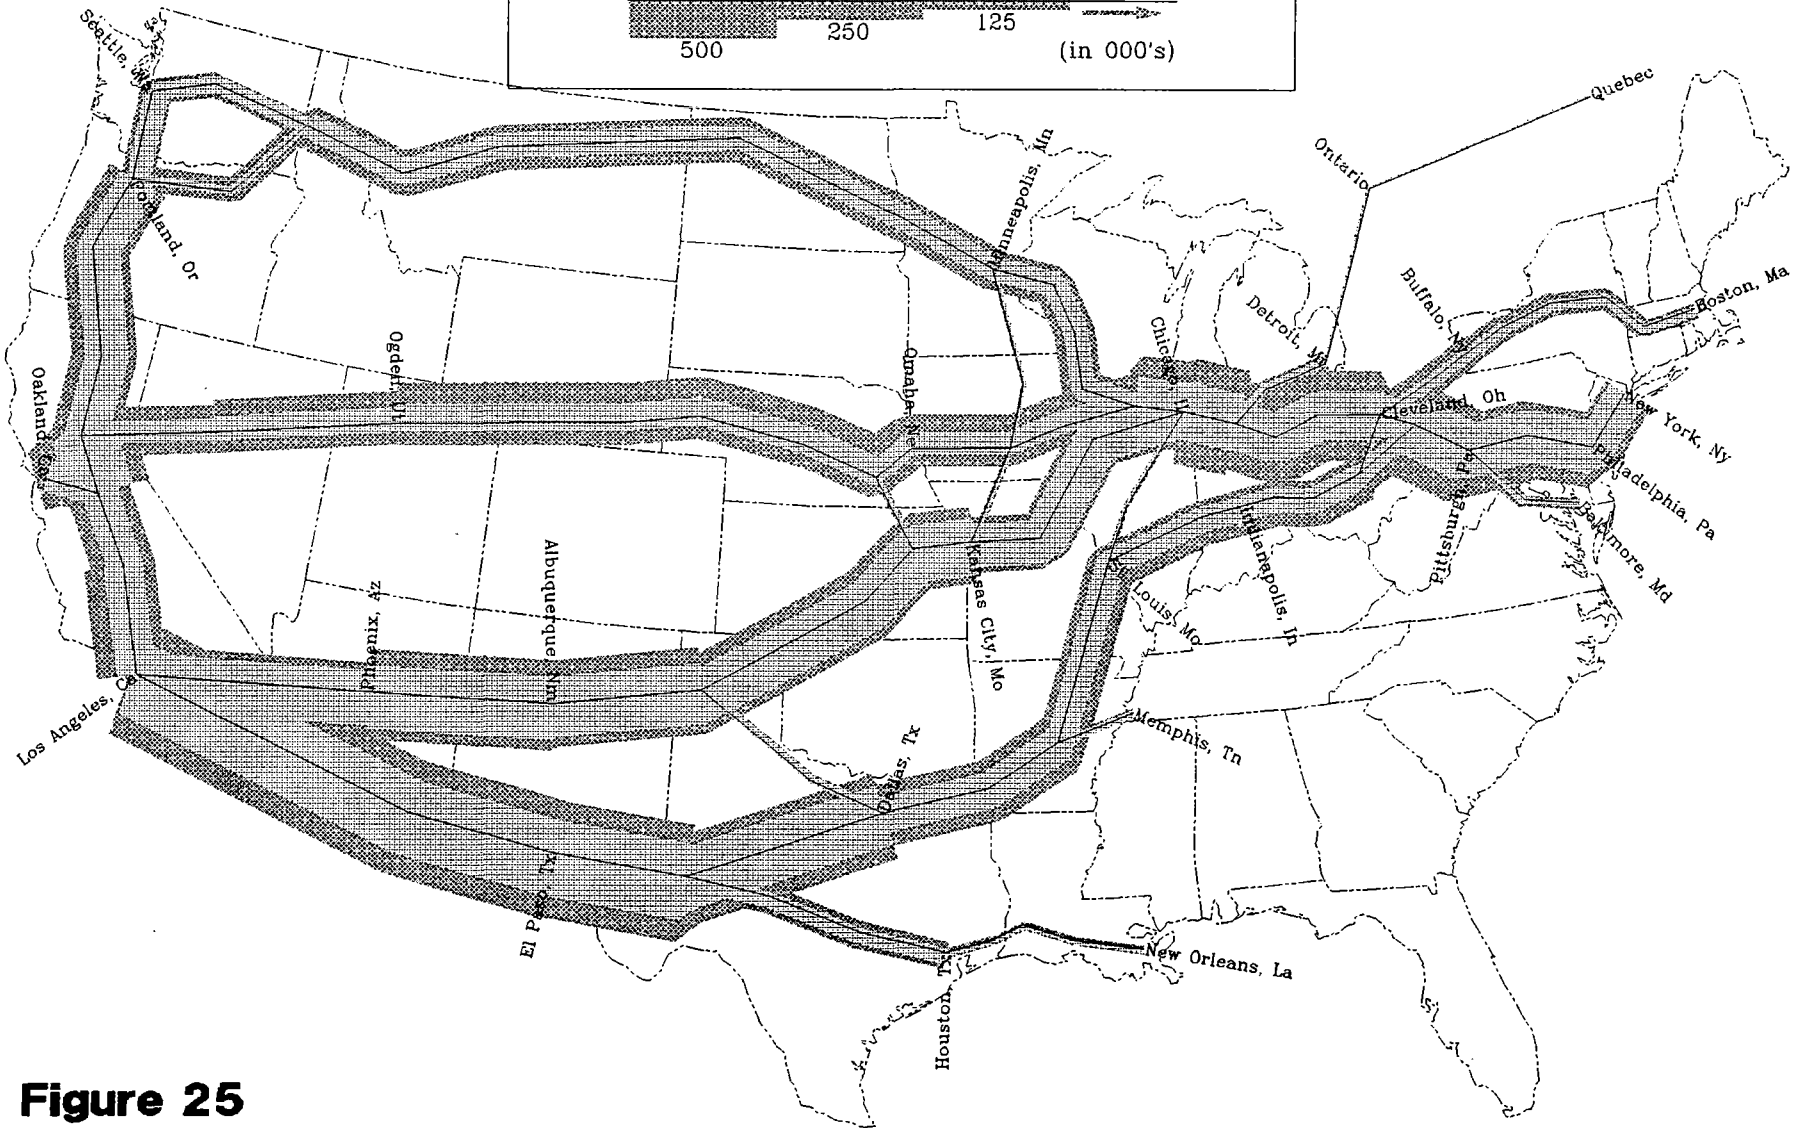 500
250
125
(in 000's)
Seattle,
Portland, Or
Oakland,
Ogden, Ut
Omaha, Ne
Minneapolis, Mn
Chicago, Il
Detroit, Mi
Ontario
Quebec
Buffalo, Ny
Boston, Ma
Cleveland, Oh
New York, Ny
Philadelphia, Pa
Pittsburgh, Pa
Baltimore, Md
Indianapolis, In
St. Louis, Mo
Kansas City, Mo
Memphis, Tn
Albuquerque, Nm
Phoenix, Az
Los Angeles, Ca
Dallas, Tx
El Paso, Tx
Houston, Tx
New Orleans, La
Figure 25